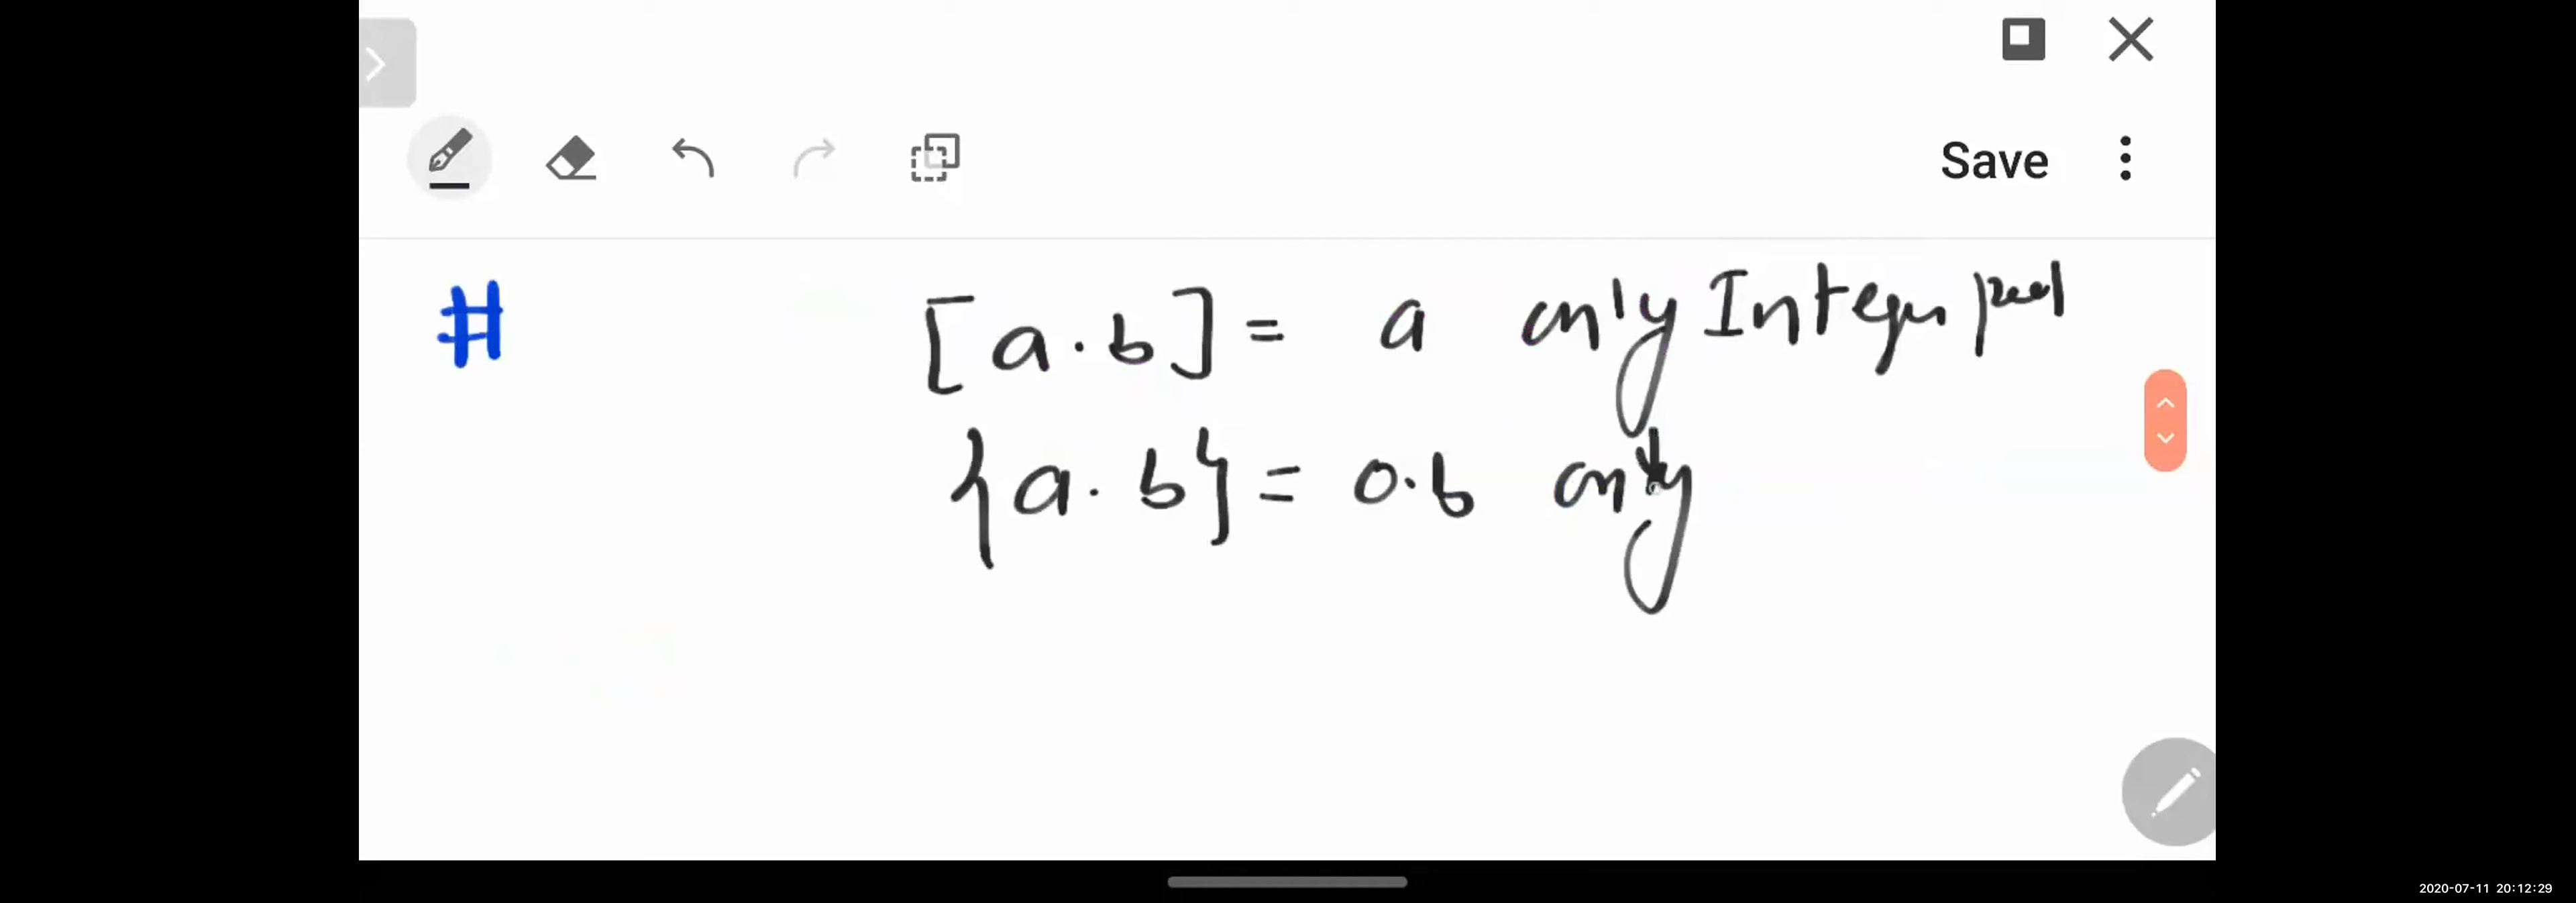 Save
# [a.b] = a only Integer
{a.b} = 0.b only
2020-07-11 20:12:29